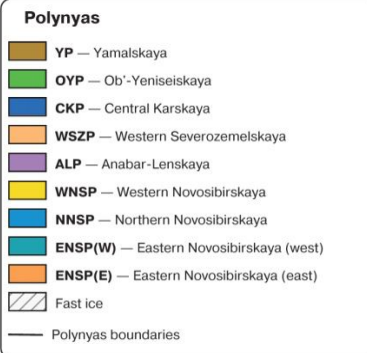 Polynyas
YP — Yamalskaya
OYP — Ob'-Yeniseiskaya
CKP — Central Karskaya
WSZP — Western Severozemelskaya
ALP — Anabar-Lenskaya
WNSP — Western Novosibirskaya
NNSP — Northern Novosibirskaya
ENSP(W) — Eastern Novosibirskaya (west)
ENSP(E) — Eastern Novosibirskaya (east)
Fast ice
Polynyas boundaries